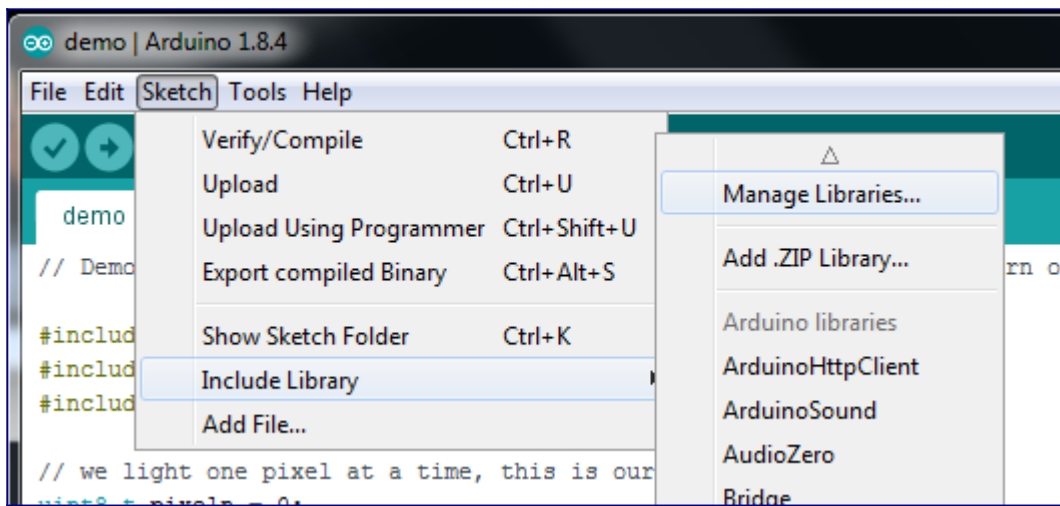 demo | Arduino 1.8.4
File Edit Sketch Tools Help
Verify/Compile Ctrl+R
Upload Ctrl+U
Upload Using Programmer Ctrl+Shift+U
Export compiled Binary Ctrl+Alt+S
Show Sketch Folder Ctrl+K
Include Library
Add File...
△
Manage Libraries...
Add .ZIP Library...
Arduino libraries
ArduinoHttpClient
ArduinoSound
AudioZero
Bridge
demo
// Demo
rn o
#includ
#includ
#includ
// we light one pixel at a time, this is our
uint8_t pixeln = 0;